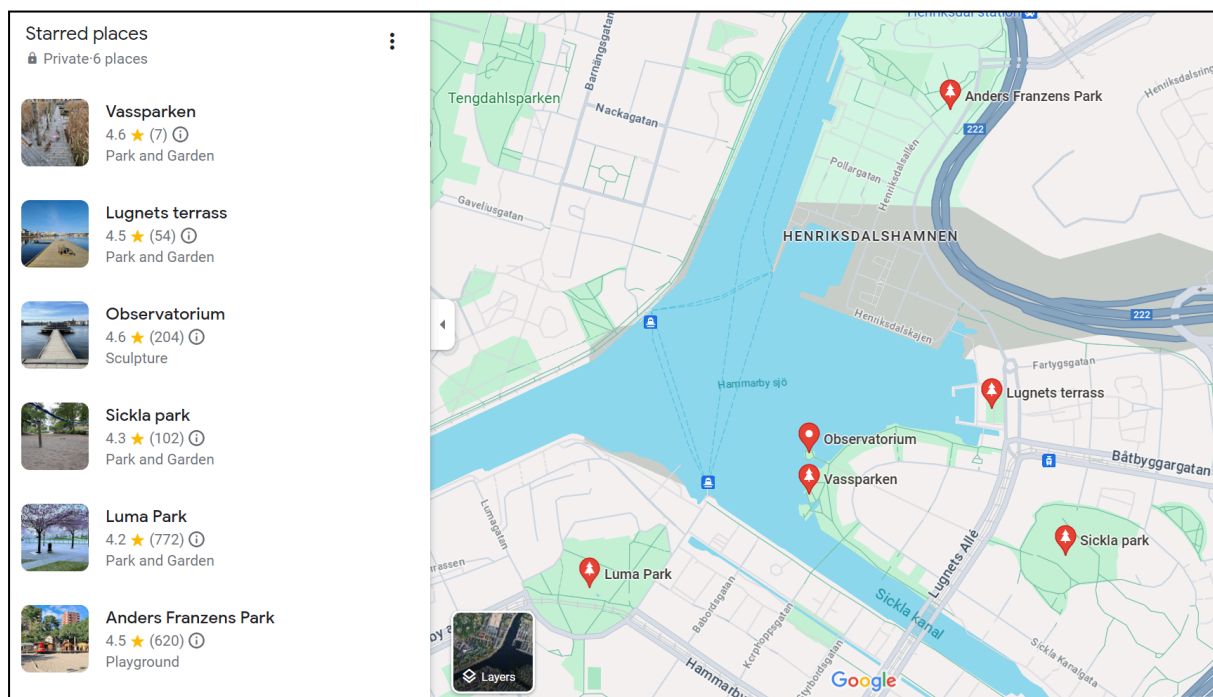 Starred places
Private·6 places
Vassparken
4.6 ★ (7)
Park and Garden
Lugnets terrass
4.5 ★ (54)
Park and Garden
Observatorium
4.6 ★ (204)
Sculpture
Sickla park
4.3 ★ (102)
Park and Garden
Luma Park
4.2 ★ (772)
Park and Garden
Anders Franzens Park
4.5 ★ (620)
Playground
Henriksdal station
Tengdahlsparken
Barnängsgatan
Nackagatan
Gaveliusgatan
Anders Franzens Park
Henriksdalsring
222
Henriksdalsallén
Pollargatan
HENRIKSDALSHAMNEN
222
Henriksdalskajen
Fartygsgatan
Hammarby sjö
Lugnets terrass
Observatorium
Båtbyggargatan
Vassparken
Lumagatan
Sickla park
Lugnets Allé
Luma Park
Babordsgatan
Sickla kanal
Korphoppsgatan
Styrbordsgatan
Sickla Kanalgata
Hammarby
Layers
Google